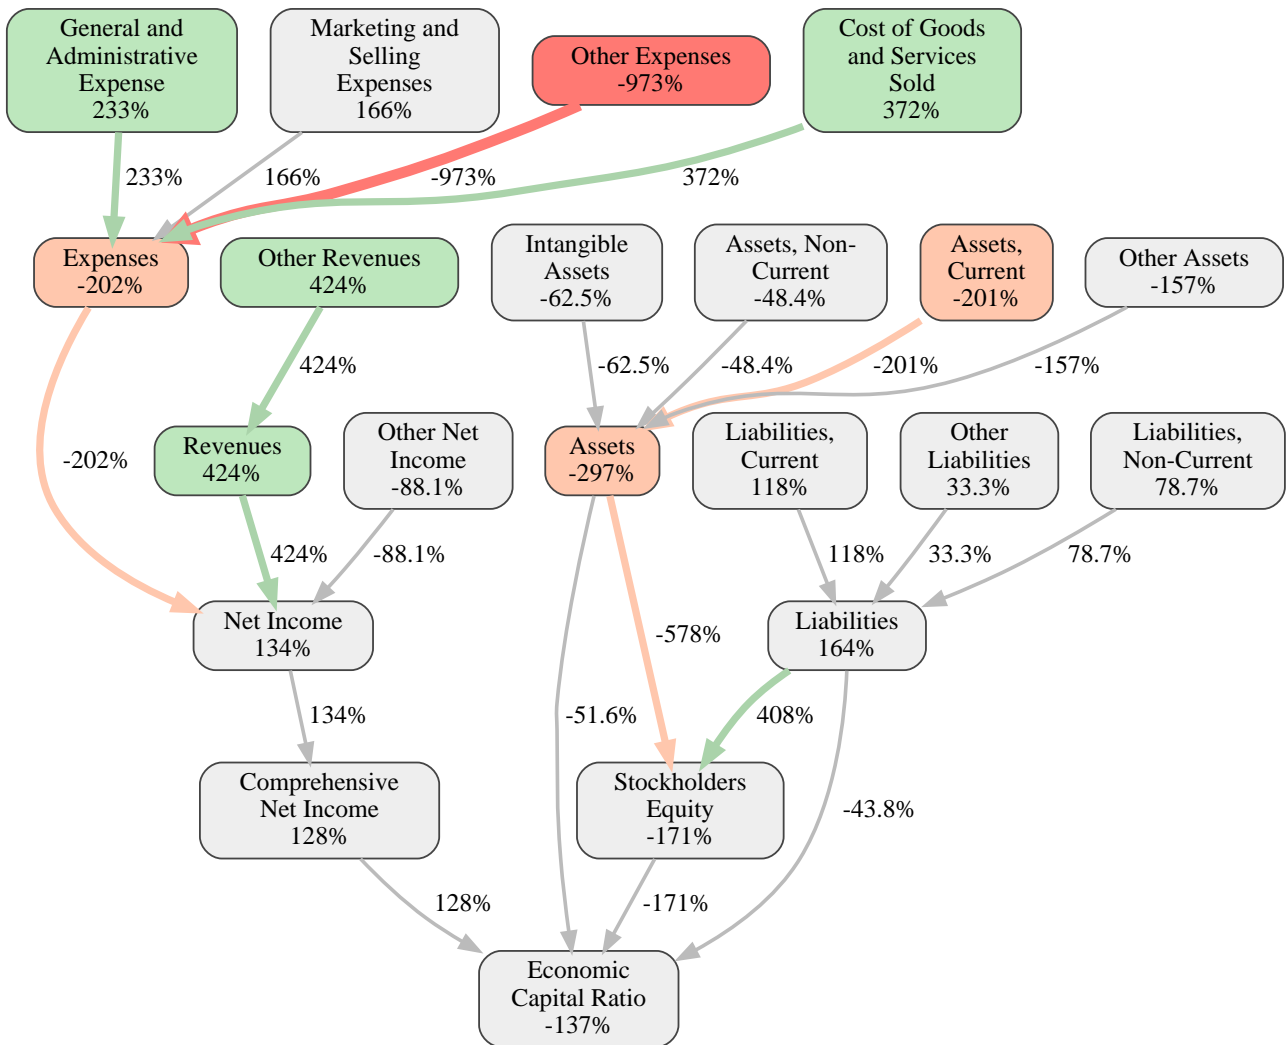 General and
Administrative
Expense
233%
Marketing and
Selling
Expenses
166%
Other Expenses
-973%
Cost of Goods
and Services
Sold
372%
233%
166%
-973%
372%
Expenses
-202%
Other Revenues
424%
Intangible
Assets
-62.5%
Assets, Non-
Current
-48.4%
Assets,
Current
-201%
Other Assets
-157%
424%
-62.5%
-48.4%
-201%
-157%
-202%
Revenues
424%
Other Net
Income
-88.1%
Assets
-297%
Liabilities,
Current
118%
Other
Liabilities
33.3%
Liabilities,
Non-Current
78.7%
424%
-88.1%
118%
33.3%
78.7%
Net Income
134%
-578%
Liabilities
164%
134%
-51.6%
408%
Comprehensive
Net Income
128%
Stockholders
Equity
-171%
-43.8%
128%
-171%
Economic
Capital Ratio
-137%